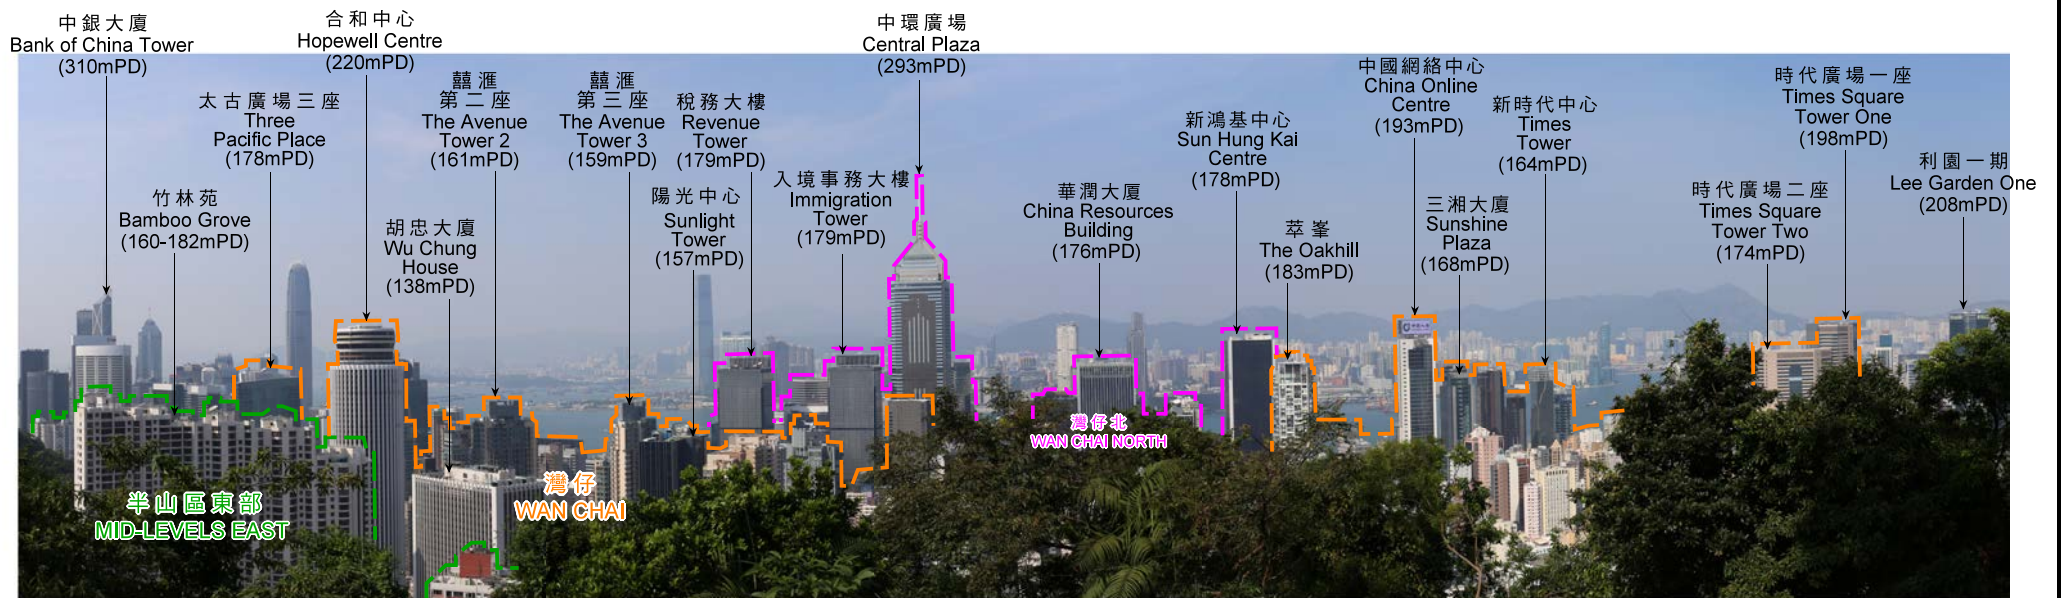 中銀大廈
Bank of China Tower
(310mPD)
合和中心
Hopewell Centre
(220mPD)
中環廣場
Central Plaza
(293mPD)
太古廣場三座
Three
Pacific Place
(178mPD)
囍滙
第二座
The Avenue
Tower 2
(161mPD)
囍滙
第三座
The Avenue
Tower 3
(159mPD)
稅務大樓
Revenue
Tower
(179mPD)
中國網絡中心
China Online
Centre
(193mPD)
新時代中心
Times
Tower
(164mPD)
時代廣場一座
Times Square
Tower One
(198mPD)
新鴻基中心
Sun Hung Kai
Centre
(178mPD)
利園一期
Lee Garden One
(208mPD)
竹林苑
Bamboo Grove
(160-182mPD)
胡忠大廈
Wu Chung
House
(138mPD)
陽光中心
Sunlight
Tower
(157mPD)
入境事務大樓
Immigration
Tower
(179mPD)
華潤大厦
China Resources
Building
(176mPD)
萃峯
The Oakhill
(183mPD)
三湘大廈
Sunshine
Plaza
(168mPD)
時代廣場二座
Times Square
Tower Two
(174mPD)
半山區東部
MID-LEVELS EAST
灣仔
WAN CHAI
灣仔北
WAN CHAI NORTH